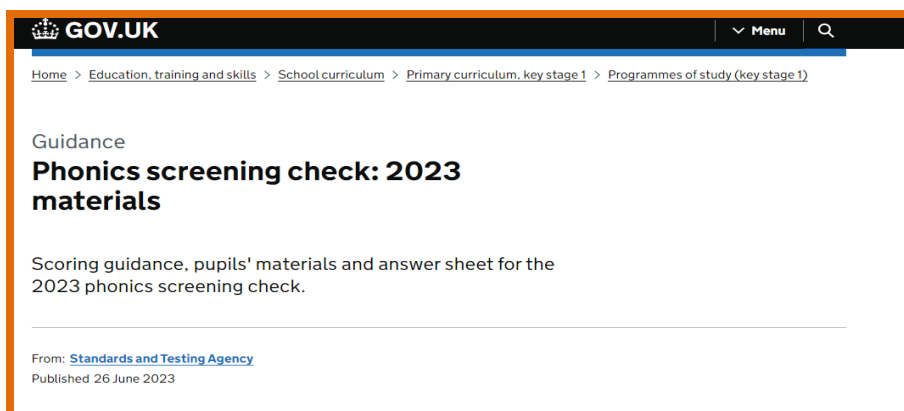 GOV.UK Menu
Home > Education, training and skills > School curriculum > Primary curriculum, key stage 1 > Programmes of study (key stage 1)
Guidance
Phonics screening check: 2023
materials
Scoring guidance, pupils' materials and answer sheet for the
2023 phonics screening check.
From: Standards and Testing Agency
Published 26 June 2023